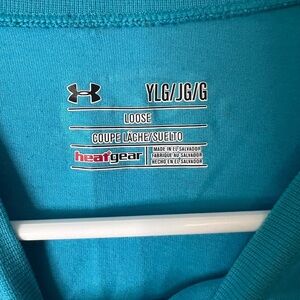 YLG/JG/G
LOOSE
COUPE LÂCHE/SUELTO
heatgear
MADE IN EL SALVADOR
FABRIQUÉ AU SALVADOR
HECHO EN EL SALVADOR